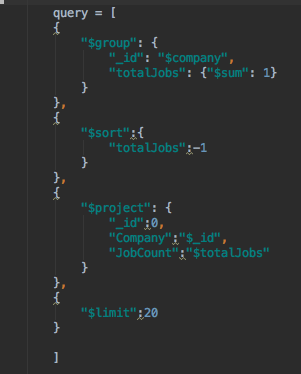 query = [
{
"$group": {
"_id": "$company",
"totalJobs": {"$sum": 1}
}
},
{
"$sort":{
"totalJobs":-1
}
},
{
"$project": {
"_id":0,
"Company":"$_id",
"JobCount":"$totalJobs"
}
},
{
"$limit":20
}
]